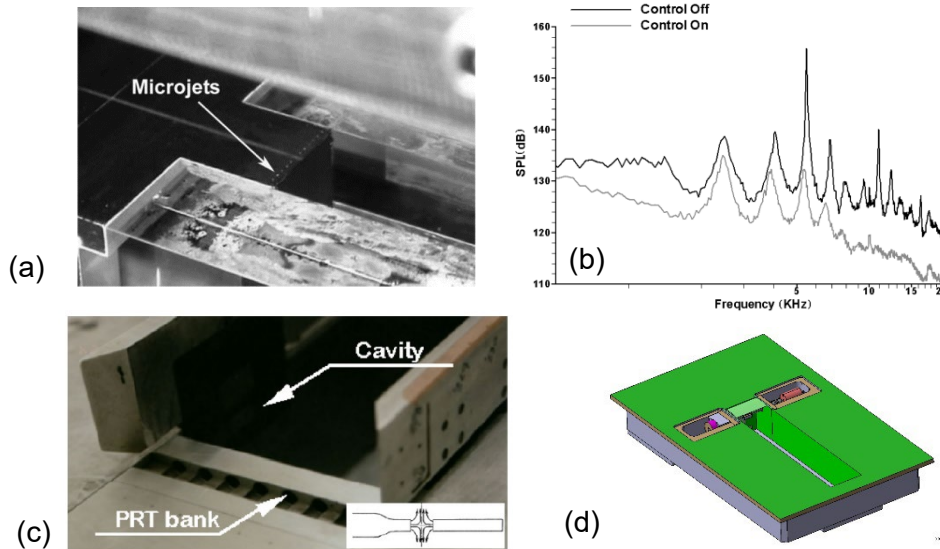 Microjets
(a)
Control Off
Control On
160
150
140
130
120
110
SPL(dB)
5
10
15
2
Frequency (KHz)
(b)
Cavity
PRT bank
(c)
(d)